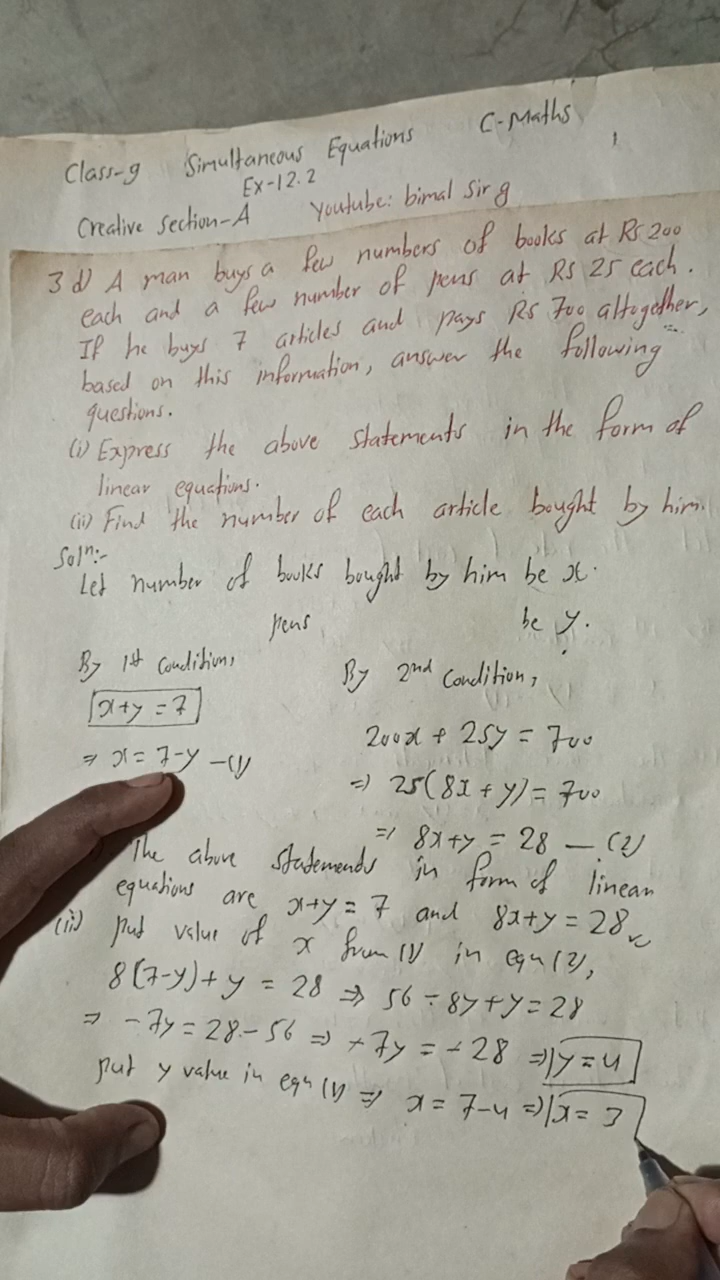 Class-9 Simultaneous Equations C-Maths
Ex-12.2
Creative Section-A Youtube: bimal sir 9
3 d) A man buys a few numbers of books at Rs 200
each and a few number of pens at Rs 25 each.
If he buys 7 articles and pays Rs 700 altogether,
based on this information, answer the following
questions.
(i) Express the above statements in the form of
linear equations.
(ii) Find the number of each article bought by him.
Solⁿ:-
Let number of books bought by him be x.
pens be y.
By 1st condition, By 2nd condition,
x+y = 7 200x + 25y = 700
⇒ x = 7-y -(1) ⇒ 25(8x + y) = 700
⇒ 8x+y = 28 -(2)
The above statements in form of linear
equations are x+y = 7 and 8x+y = 28
(ii) put value of x from (1) in eqn (2),
8(7-y)+y = 28 ⇒ 56 - 8y+y = 28
⇒ -7y = 28-56 ⇒ -7y = -28 ⇒ y = 4
put y value in eqn (1) ⇒ x = 7-4 ⇒ x = 3